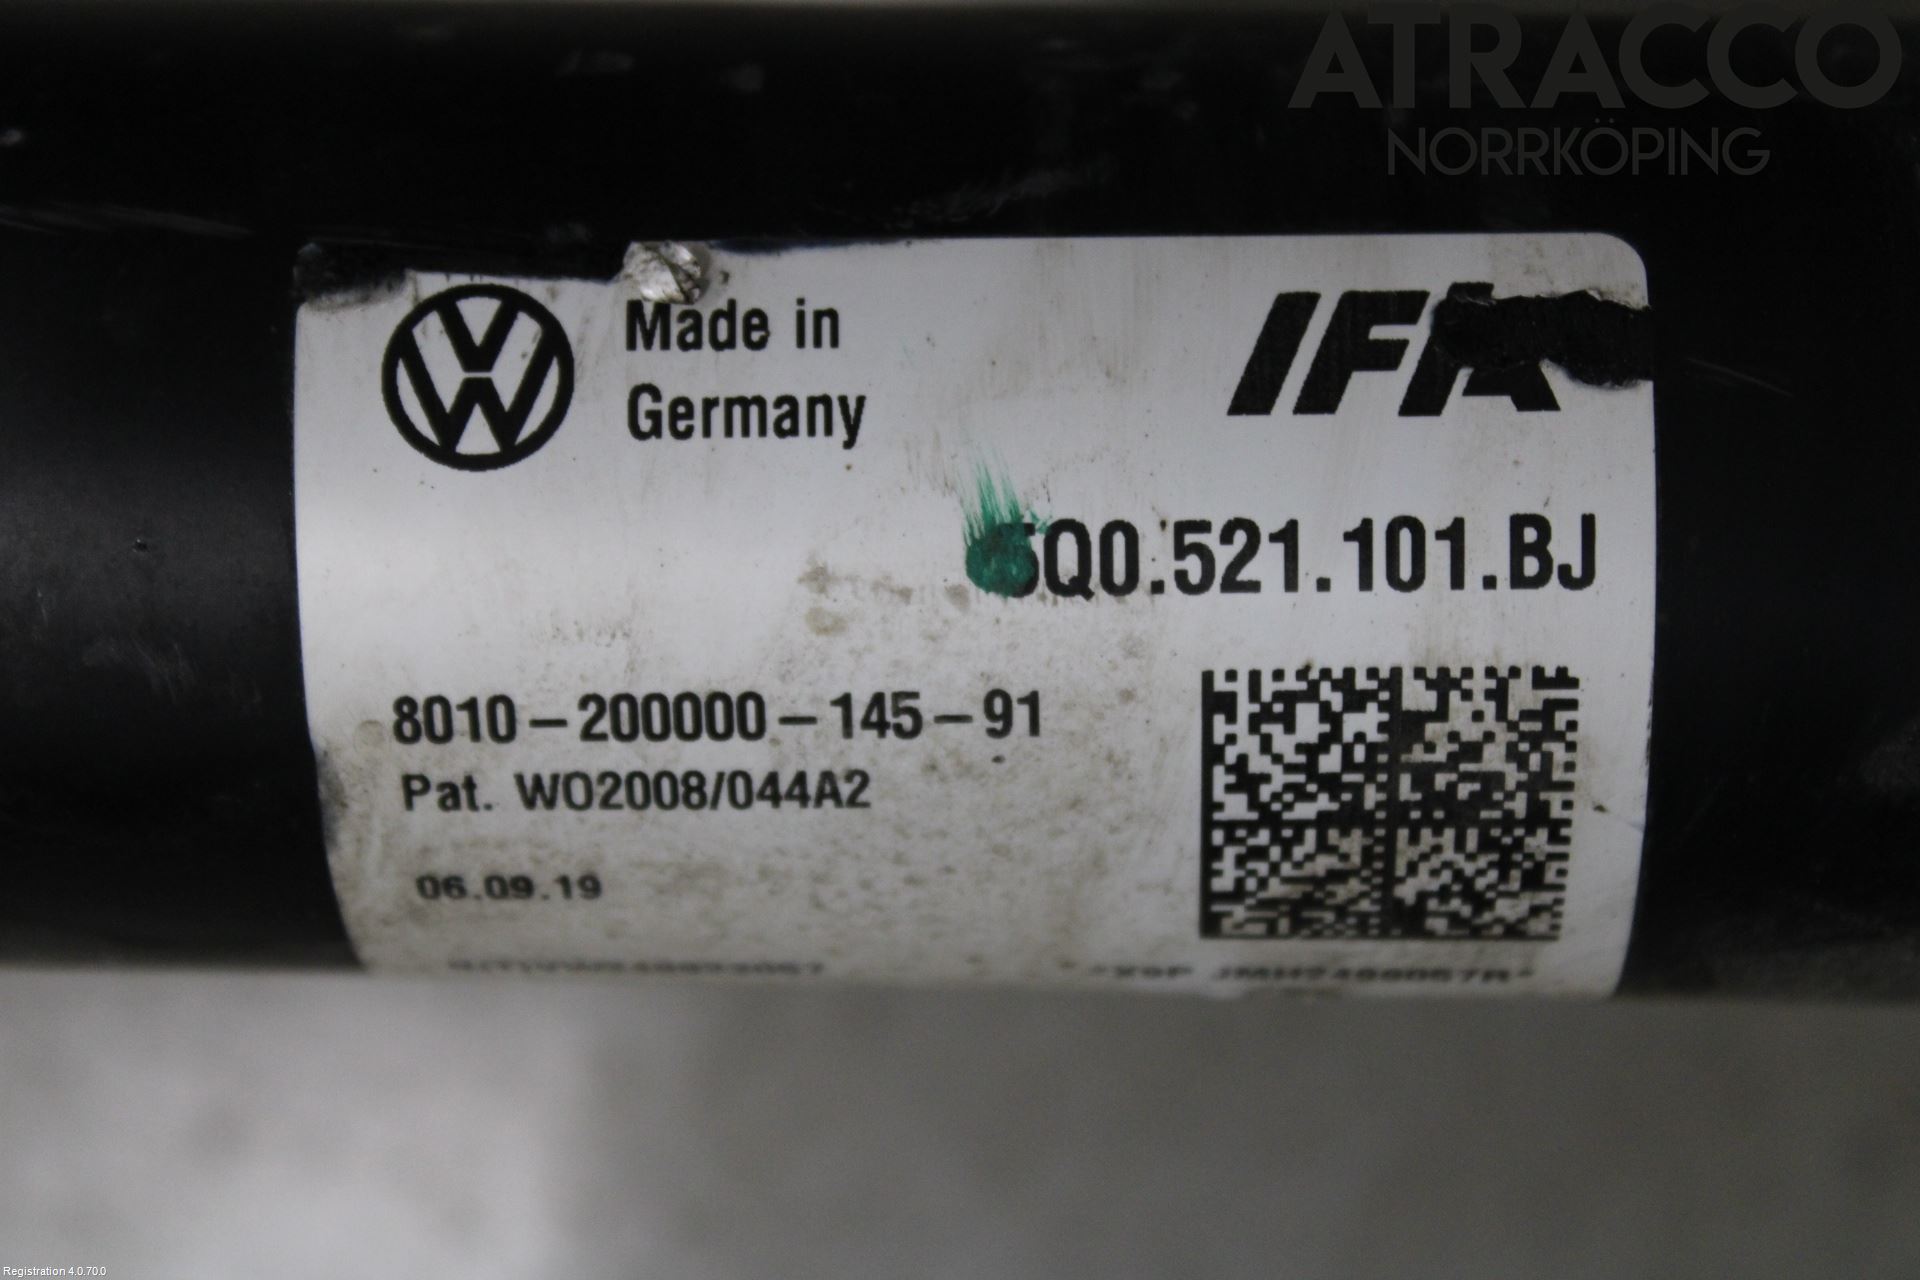 ATRACCO
NORRKÖPING
Made in
Germany
IFA
5Q0.521.101.BJ
8010-200000-145-91
Pat. WO2008/044A2
06.09.19
Registration 4.0.70.0